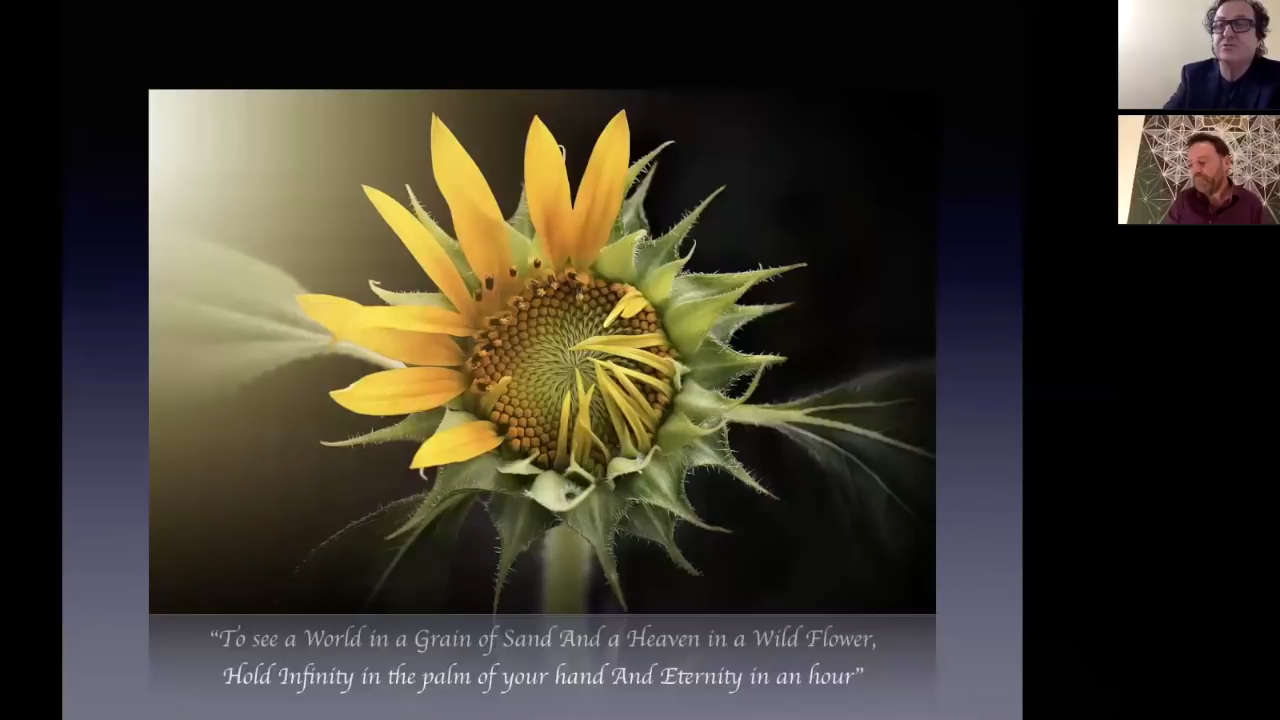 “To see a World in a Grain of Sand And a Heaven in a Wild Flower,
Hold Infinity in the palm of your hand And Eternity in an hour”